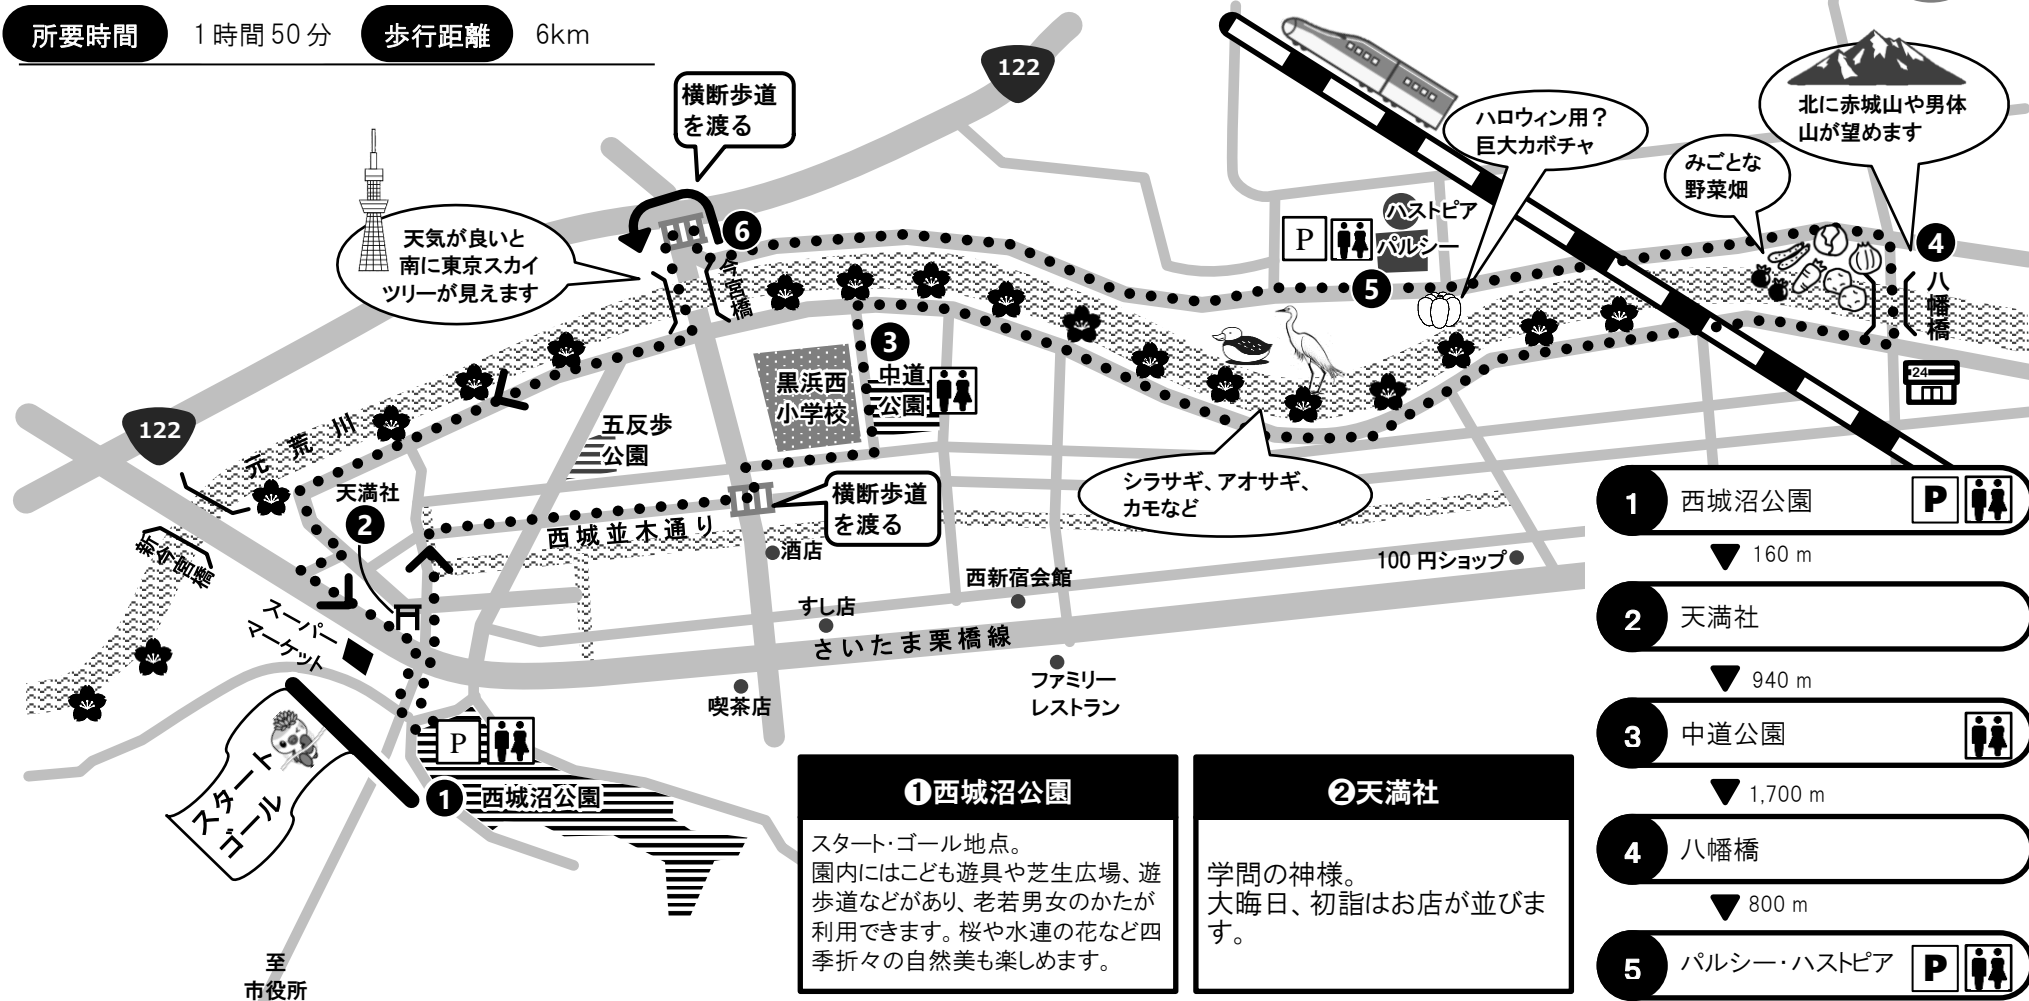 所要時間 1時間50分 歩行距離 6km
122
横断歩道
を渡る
天気が良いと
南に東京スカイ
ツリーが見えます
6
今宮橋
ハロウィン用？
巨大カボチャ
北に赤城山や男体
山が望めます
みごとな
野菜畑
ハストピア
パルシー
P
5
4
八幡橋
24
3
中道
公園
黒浜西
小学校
五反歩
公園
122
元荒川
天満社
2
新今宮橋
西城並木通り
横断歩道
を渡る
シラサギ、アオサギ、
カモなど
酒店
100円ショップ
西新宿会館
すし店
さいたま栗橋線
スーパー
マーケット
喫茶店
ファミリー
レストラン
スタート
ゴール
P
1 西城沼公園
至
市役所
❶西城沼公園
スタート・ゴール地点。
園内にはこども遊具や芝生広場、遊
歩道などがあり、老若男女のかたが
利用できます。桜や水連の花など四
季折々の自然美も楽しめます。
❷天満社
学問の神様。
大晦日、初詣はお店が並びま
す。
1 西城沼公園 P
▼ 160 m
2 天満社
▼ 940 m
3 中道公園
▼ 1,700 m
4 八幡橋
▼ 800 m
5 パルシー・ハストピア P